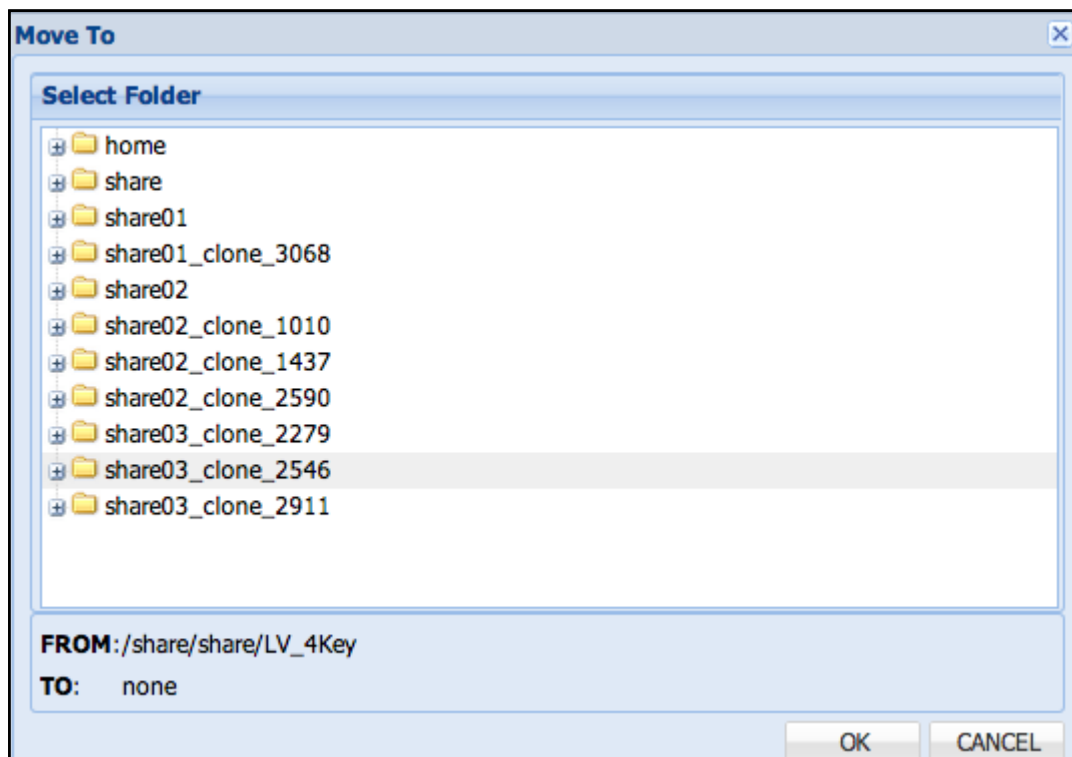 Move To
Select Folder
home
share
share01
share01_clone_3068
share02
share02_clone_1010
share02_clone_1437
share02_clone_2590
share03_clone_2279
share03_clone_2546
share03_clone_2911
FROM:/share/share/LV_4Key
TO: none
OK CANCEL